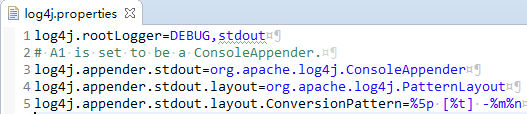 log4j.properties
1 log4j.rootLogger=DEBUG,stdout¤¶
2 # A1 is set to be a ConsoleAppender.¤¶
3 log4j.appender.stdout=org.apache.log4j.ConsoleAppender¤¶
4 log4j.appender.stdout.layout=org.apache.log4j.PatternLayout¤¶
5 log4j.appender.stdout.layout.ConversionPattern=%5p [%t] -%m%n¤¶